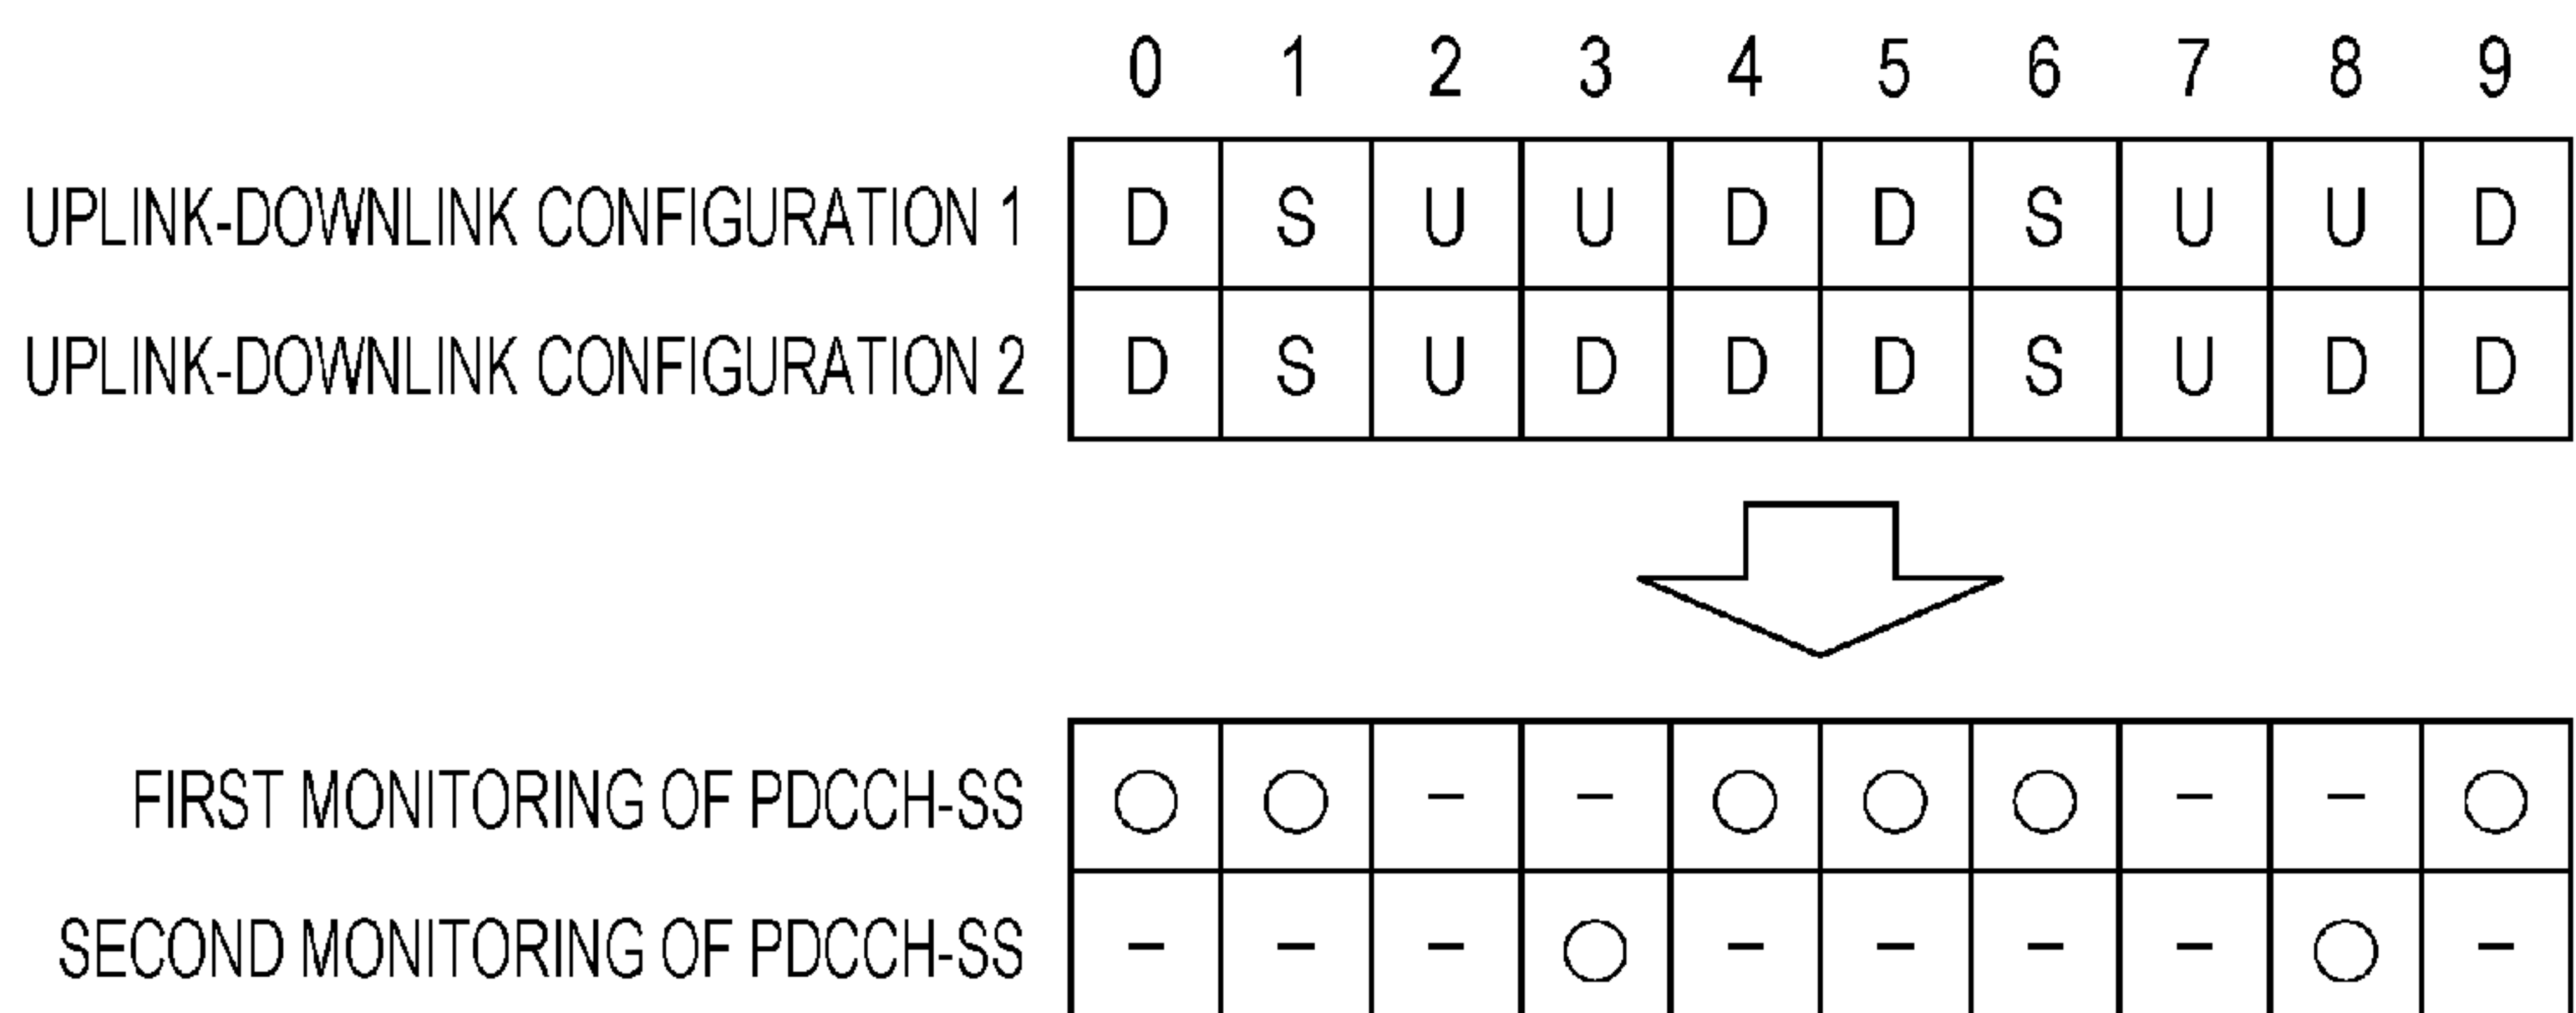 0 1 2 3 4 5 6 7 8 9
UPLINK-DOWNLINK CONFIGURATION 1 D S U U D D S U U D
UPLINK-DOWNLINK CONFIGURATION 2 D S U D D D S U D D
FIRST MONITORING OF PDCCH-SS ○ ○ - - ○ ○ ○ - - ○
SECOND MONITORING OF PDCCH-SS - - - ○ - - - - ○ -